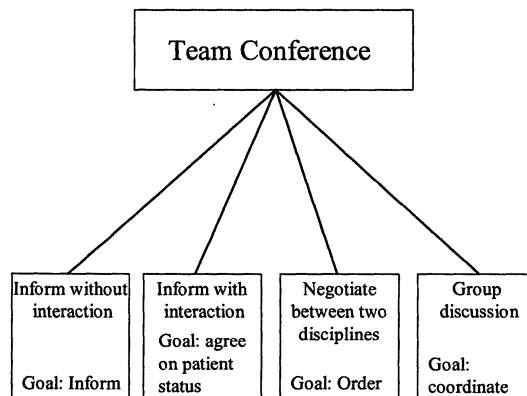 Team Conference
Inform without
interaction
Goal: Inform
Inform with
interaction
Goal: agree
on patient
status
Negotiate
between two
disciplines
Goal: Order
Group
discussion
Goal:
coordinate